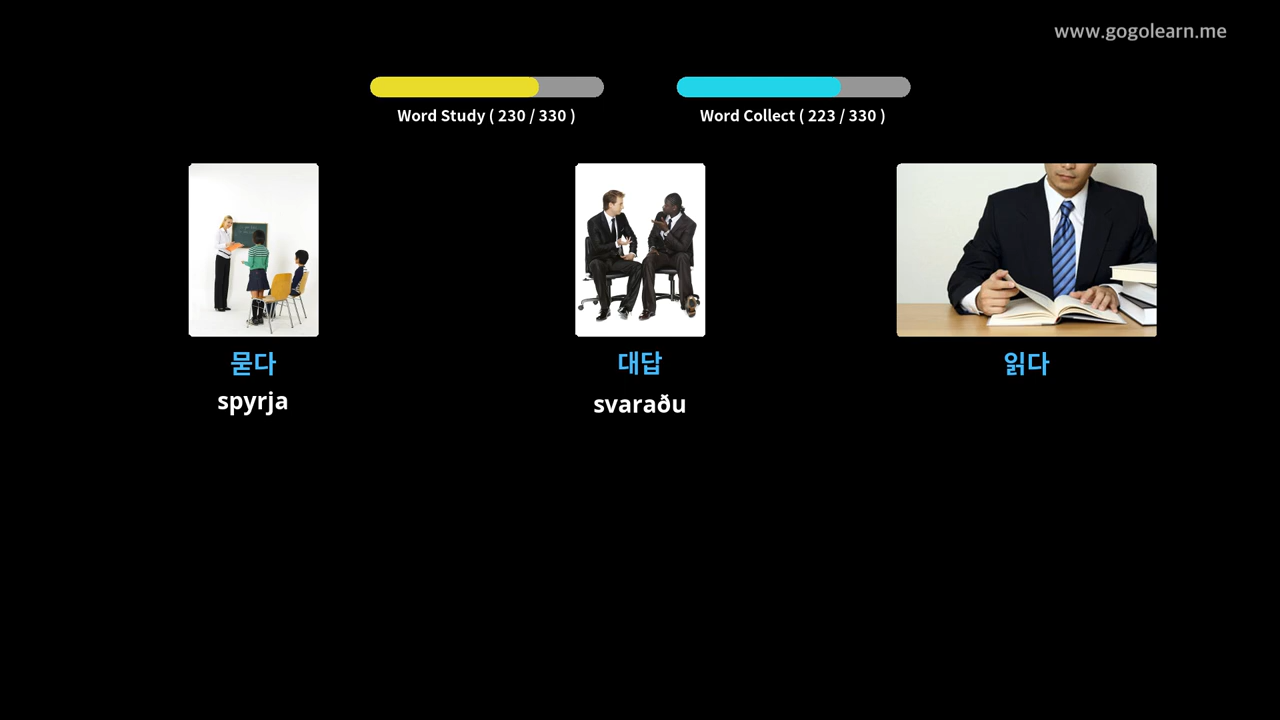 www.gogolearn.me
Word Study ( 230 / 330 )
Word Collect ( 223 / 330 )
묻다
spyrja
대답
svaraðu
읽다